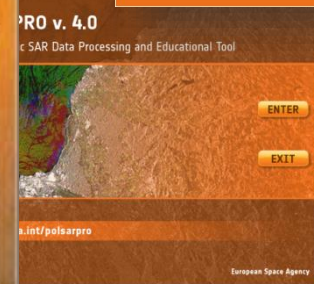 PRO v. 4.0
c SAR Data Processing and Educational Tool
ENTER
EXIT
a.int/polsarpro
European Space Agency